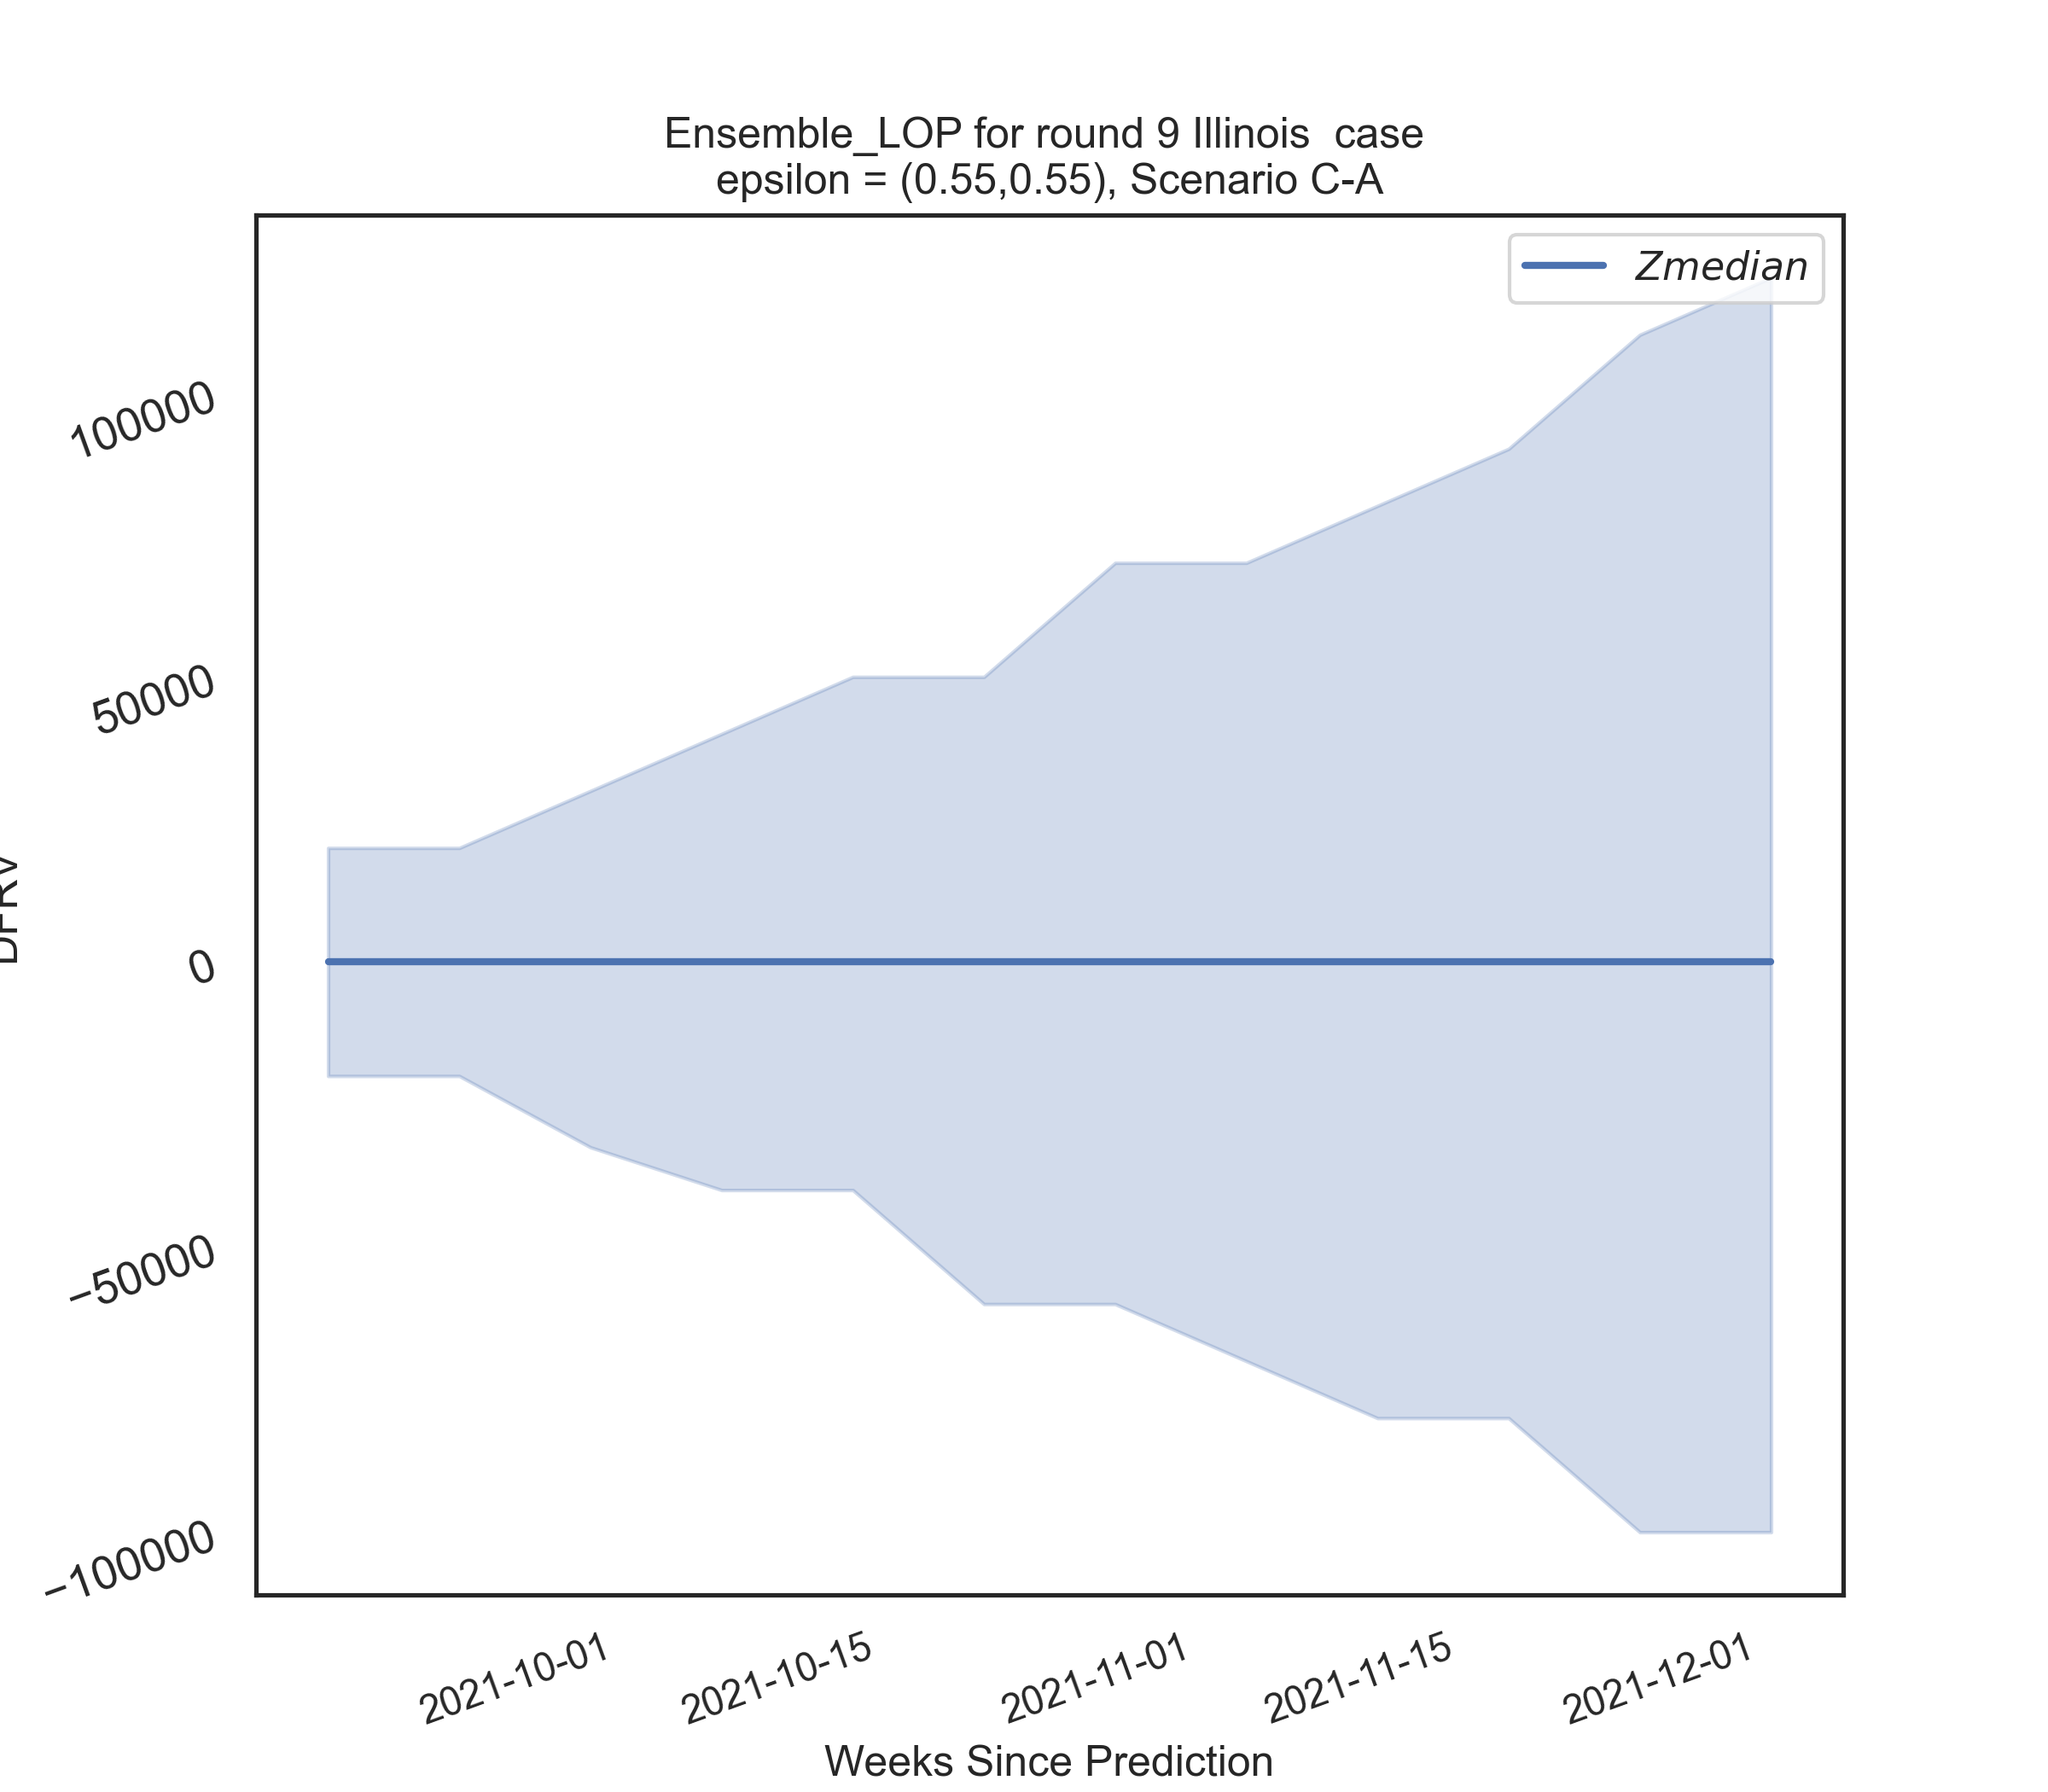 Ensemble_LOP for round 9 Illinois  case
epsilon = (0.55,0.55), Scenario C-A
Zmedian
100000
50000
0
−50000
−100000
2021-10-01
2021-10-15
2021-11-01
2021-11-15
2021-12-01
Weeks Since Prediction